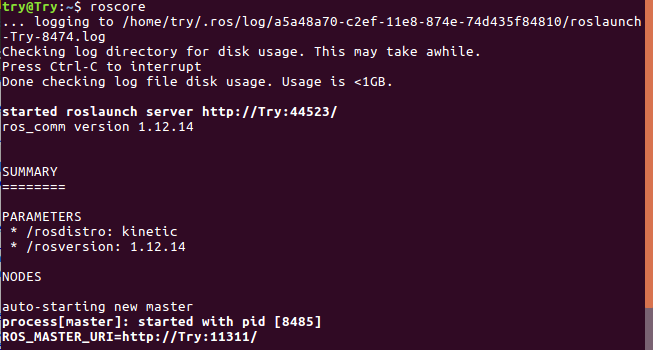 try@Try:~$ roscore
... logging to /home/try/.ros/log/a5a48a70-c2ef-11e8-874e-74d435f84810/roslaunch
-Try-8474.log
Checking log directory for disk usage. This may take awhile.
Press Ctrl-C to interrupt
Done checking log file disk usage. Usage is <1GB.
started roslaunch server http://Try:44523/
ros_comm version 1.12.14
SUMMARY
========
PARAMETERS
 * /rosdistro: kinetic
 * /rosversion: 1.12.14
NODES
auto-starting new master
process[master]: started with pid [8485]
ROS_MASTER_URI=http://Try:11311/